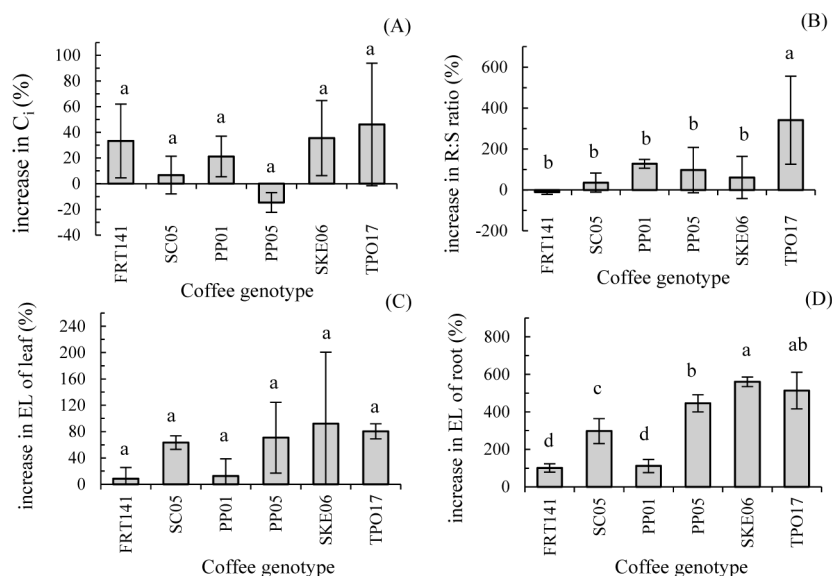 (A)
increase in Ci (%)
100
80
60
40
20
0
-20
-40
a
a
a
a
a
a
FRT141
SC05
PP01
PP05
SKE06
TPO17
Coffee genotype
(B)
increase in R:S ratio (%)
600
400
200
0
-200
b
b
b
b
b
a
FRT141
SC05
PP01
PP05
SKE06
TPO17
Coffee genotype
(C)
increase in EL of leaf (%)
240
200
160
120
80
40
0
a
a
a
a
a
a
FRT141
SC05
PP01
PP05
SKE06
TPO17
Coffee genotype
(D)
increase in EL of root (%)
800
600
400
200
0
d
c
d
b
a
ab
FRT141
SC05
PP01
PP05
SKE06
TPO17
Coffee genotype